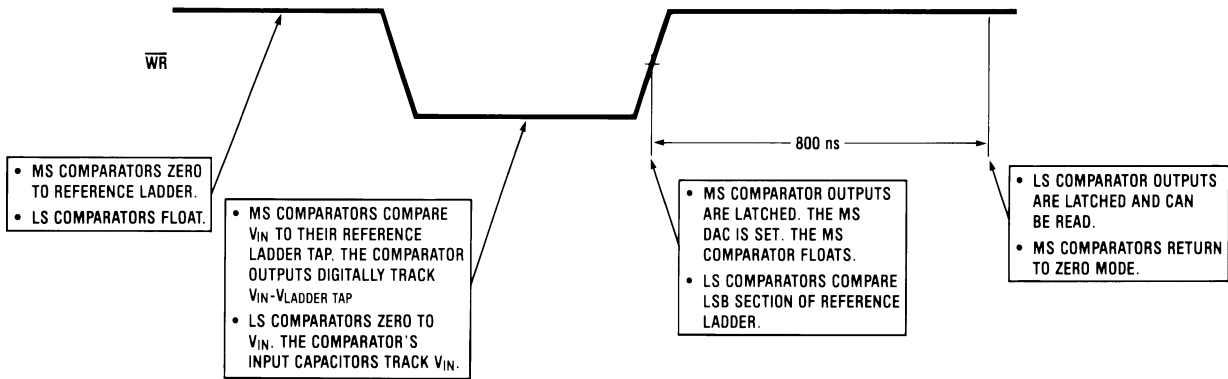 WR
800 ns
• MS COMPARATORS ZERO
TO REFERENCE LADDER.
• LS COMPARATORS FLOAT.
• MS COMPARATORS COMPARE
VIN TO THEIR REFERENCE
LADDER TAP. THE COMPARATOR
OUTPUTS DIGITALLY TRACK
VIN-VLADDER TAP
• LS COMPARATORS ZERO TO
VIN. THE COMPARATOR'S
INPUT CAPACITORS TRACK VIN.
• MS COMPARATOR OUTPUTS
ARE LATCHED. THE MS
DAC IS SET. THE MS
COMPARATOR FLOATS.
• LS COMPARATORS COMPARE
LSB SECTION OF REFERENCE
LADDER.
• LS COMPARATOR OUTPUTS
ARE LATCHED AND CAN
BE READ.
• MS COMPARATORS RETURN
TO ZERO MODE.